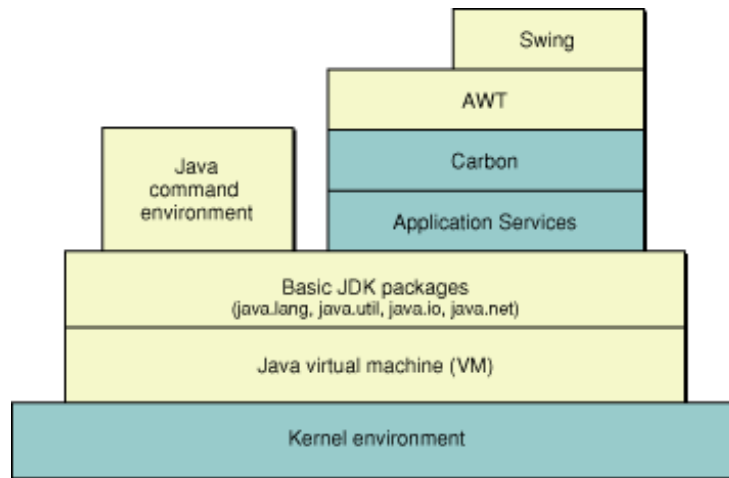 Swing
AWT
Java
command
environment
Carbon
Application Services
Basic JDK packages
(java.lang, java.util, java.io, java.net)
Java virtual machine (VM)
Kernel environment